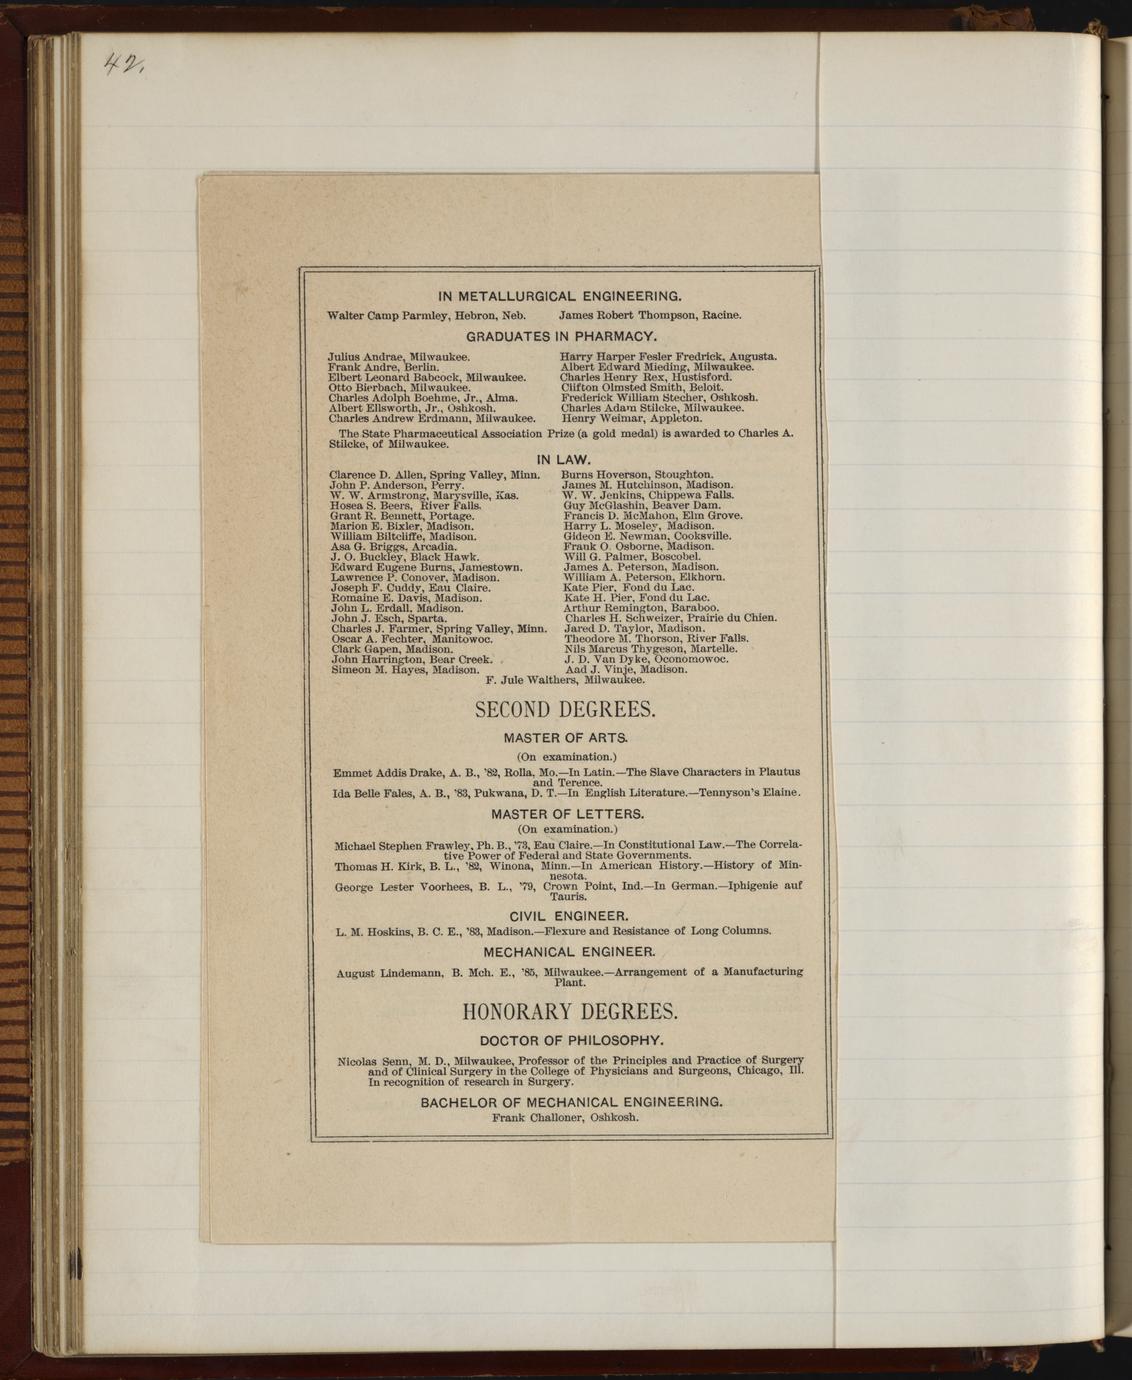 42.
IN METALLURGICAL ENGINEERING.
Walter Camp Parmley, Hebron, Neb. James Robert Thompson, Racine.
GRADUATES IN PHARMACY.
Julius Andrae, Milwaukee. Harry Harper Fesler Fredrick, Augusta.
Frank Andre, Berlin. Albert Edward Mieding, Milwaukee.
Elbert Leonard Babcock, Milwaukee. Charles Henry Rex, Hustisford.
Otto Bierbach, Milwaukee. Clifton Olmsted Smith, Beloit.
Charles Adolph Boehme, Jr., Alma. Frederick William Stecher, Oshkosh.
Albert Ellsworth, Jr., Oshkosh. Charles Adam Stilcke, Milwaukee.
Charles Andrew Erdmann, Milwaukee. Henry Weimar, Appleton.
The State Pharmaceutical Association Prize (a gold medal) is awarded to Charles A.
Stilcke, of Milwaukee.
IN LAW.
Clarence D. Allen, Spring Valley, Minn. Burns Hoverson, Stoughton.
John P. Anderson, Perry. James M. Hutchinson, Madison.
W. W. Armstrong, Marysville, Kas. W. W. Jenkins, Chippewa Falls.
Hosea S. Beers, River Falls. Guy McGlashin, Beaver Dam.
Grant R. Bennett, Portage. Francis D. McMahon, Elm Grove.
Marion E. Bixler, Madison. Harry L. Moseley, Madison.
William Biltcliffe, Madison. Gideon E. Newman, Cooksville.
Asa G. Briggs, Arcadia. Frank O. Osborne, Madison.
J. O. Buckley, Black Hawk. Will G. Palmer, Boscobel.
Edward Eugene Burns, Jamestown. James A. Peterson, Madison.
Lawrence P. Conover, Madison. William A. Peterson, Elkhorn.
Joseph F. Cuddy, Eau Claire. Kate Pier, Fond du Lac.
Romaine E. Davis, Madison. Kate H. Pier, Fond du Lac.
John L. Erdall, Madison. Arthur Remington, Baraboo.
John J. Esch, Sparta. Charles H. Schweizer, Prairie du Chien.
Charles J. Farmer, Spring Valley, Minn. Jared D. Taylor, Madison.
Oscar A. Fechter, Manitowoc. Theodore M. Thorson, River Falls.
Clark Gapen, Madison. Nils Marcus Thygeson, Martelle.
John Harrington, Bear Creek. J. D. Van Dyke, Oconomowoc.
Simeon M. Hayes, Madison. Aad J. Vinje, Madison.
F. Jule Walthers, Milwaukee.
SECOND DEGREES.
MASTER OF ARTS.
(On examination.)
Emmet Addis Drake, A. B., '82, Rolla, Mo.—In Latin.—The Slave Characters in Plautus
and Terence.
Ida Belle Fales, A. B., '83, Pukwana, D. T.—In English Literature.—Tennyson's Elaine.
MASTER OF LETTERS.
(On examination.)
Michael Stephen Frawley, Ph. B., '73, Eau Claire.—In Constitutional Law.—The Correla-
tive Power of Federal and State Governments.
Thomas H. Kirk, B. L., '82, Winona, Minn.—In American History.—History of Min-
nesota.
George Lester Voorhees, B. L., '79, Crown Point, Ind.—In German.—Iphigenie auf
Tauris.
CIVIL ENGINEER.
L. M. Hoskins, B. C. E., '83, Madison.—Flexure and Resistance of Long Columns.
MECHANICAL ENGINEER.
August Lindemann, B. Mch. E., '85, Milwaukee.—Arrangement of a Manufacturing
Plant.
HONORARY DEGREES.
DOCTOR OF PHILOSOPHY.
Nicolas Senn, M. D., Milwaukee, Professor of the Principles and Practice of Surgery
and of Clinical Surgery in the College of Physicians and Surgeons, Chicago, Ill.
In recognition of research in Surgery.
BACHELOR OF MECHANICAL ENGINEERING.
Frank Challoner, Oshkosh.